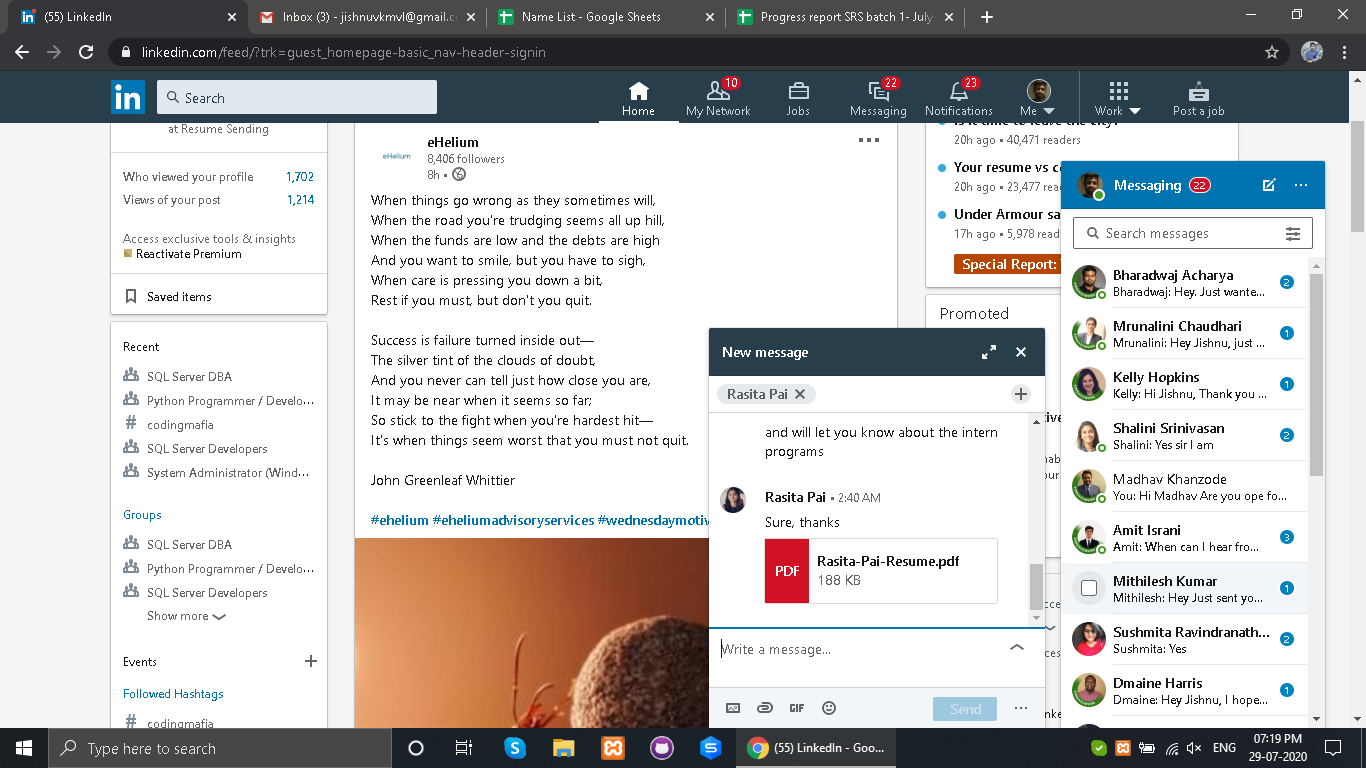 (55) LinkedIn
Inbox (3) - jishnuvkmvl@gmail.c
Name List - Google Sheets
Progress report SRS batch 1- July
linkedin.com/feed/?trk=guest_homepage-basic_nav-header-signin
in
Search
Home
10
My Network
Jobs
22
Messaging
23
Notifications
Me
Work
Post a job
at Resume Sending
Who viewed your profile 1,702
Views of your post 1,214
Access exclusive tools & insights
Reactivate Premium
Saved items
Recent
SQL Server DBA
Python Programmer / Develo...
# codingmafia
SQL Server Developers
System Administrator (Wind...
Groups
SQL Server DBA
Python Programmer / Develo...
SQL Server Developers
Show more
Events +
Followed Hashtags
# codingmafia
eHelium
eHelium
8,406 followers
8h •
When things go wrong as they sometimes will,
When the road you're trudging seems all up hill,
When the funds are low and the debts are high
And you want to smile, but you have to sigh,
When care is pressing you down a bit,
Rest if you must, but don't you quit.
Success is failure turned inside out—
The silver tint of the clouds of doubt,
And you never can tell just how close you are,
It may be near when it seems so far;
So stick to the fight when you're hardest hit—
It's when things seem worst that you must not quit.
John Greenleaf Whittier
#ehelium #eheliumadvisoryservices #wednesdaymotiv
Is it time to leave the city?
20h ago • 40,471 readers
Your resume vs c
20h ago • 23,477 rea
Under Armour sa
17h ago • 5,978 read
Special Report:
Promoted
New message
Rasita Pai
and will let you know about the intern
programs
Rasita Pai • 2:40 AM
Sure, thanks
PDF
Rasita-Pai-Resume.pdf
188 KB
Write a message...
GIF
Send
Messaging 22
Search messages
Bharadwaj Acharya
Bharadwaj: Hey. Just wante... 2
Mrunalini Chaudhari
Mrunalini: Hey Jishnu, just ... 1
Kelly Hopkins
Kelly: Hi Jishnu, Thank you ... 1
Shalini Srinivasan
Shalini: Yes sir I am 2
Madhav Khanzode
You: Hi Madhav Are you ope fo...
Amit Israni
Amit: When can I hear fro... 3
Mithilesh Kumar
Mithilesh: Hey Just sent yo... 1
Sushmita Ravindranath...
Sushmita: Yes 2
Dmaine Harris
Dmaine: Hey Jishnu, I hope... 1
Type here to search
(55) LinkedIn - Goo...
ENG
07:19 PM
29-07-2020